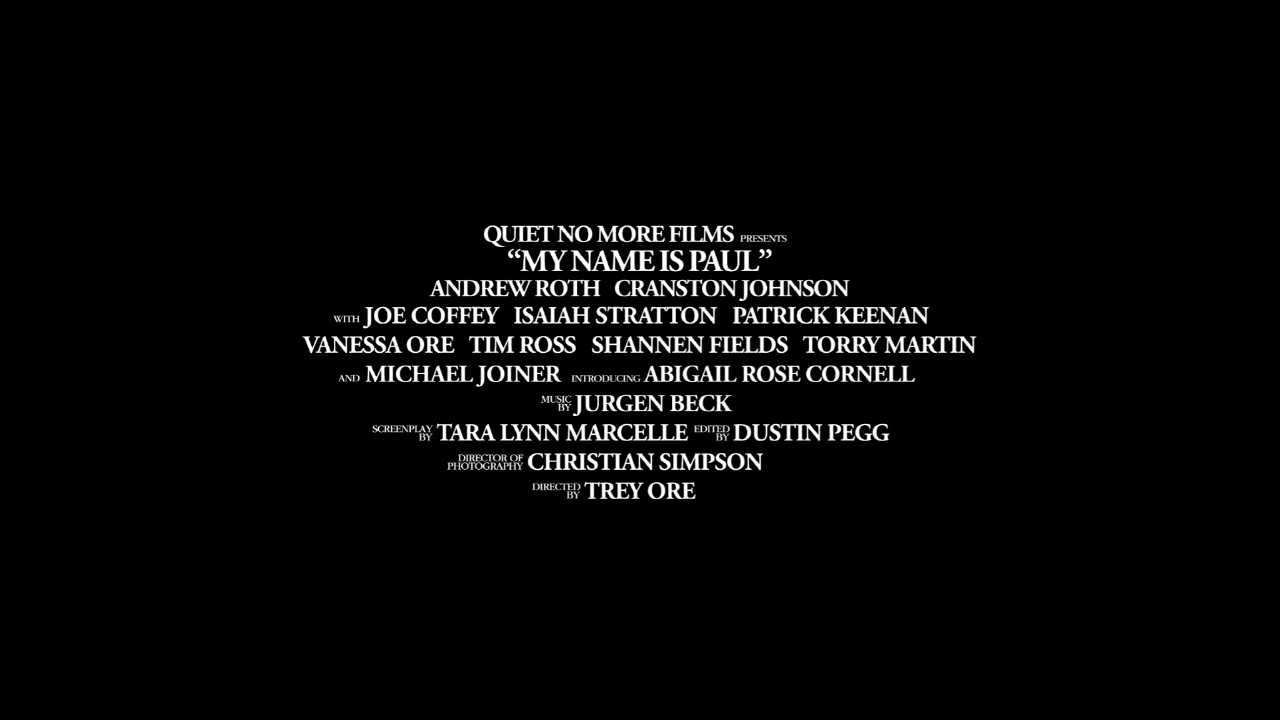 QUIET NO MORE FILMS PRESENTS
“MY NAME IS PAUL”
ANDREW ROTH CRANSTON JOHNSON
WITH JOE COFFEY ISAIAH STRATTON PATRICK KEENAN
VANESSA ORE TIM ROSS SHANNEN FIELDS TORRY MARTIN
AND MICHAEL JOINER INTRODUCING ABIGAIL ROSE CORNELL
MUSIC BY JURGEN BECK
SCREENPLAY BY TARA LYNN MARCELLE EDITED BY DUSTIN PEGG
DIRECTOR OF PHOTOGRAPHY CHRISTIAN SIMPSON
DIRECTED BY TREY ORE